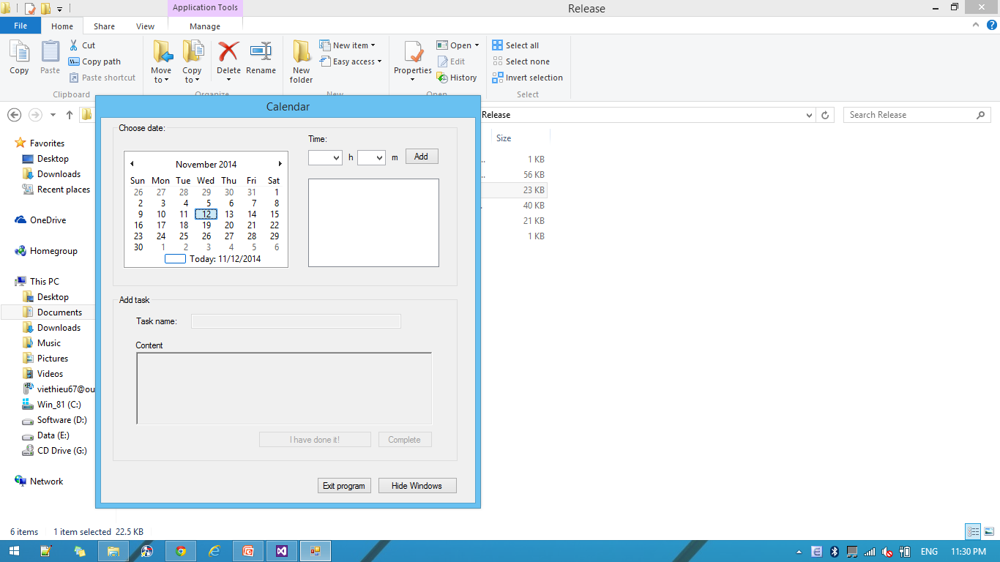 Application Tools
Release
File Home Share View Manage
Copy
Paste
Cut
Copy path
Paste shortcut
Clipboard
Move to
Copy to
Delete
Rename
Organize
New folder
New item
Easy access
New
Properties
Open
Edit
History
Open
Select all
Select none
Invert selection
Select
Release
Search Release
Favorites
Desktop
Downloads
Recent places
OneDrive
Homegroup
This PC
Desktop
Documents
Downloads
Music
Pictures
Videos
viethieu67@ou
Win_81 (C:)
Software (D:)
Data (E:)
CD Drive (G:)
Network
Calendar
Choose date:
November 2014
Sun Mon Tue Wed Thu Fri Sat
26 27 28 29 30 31 1
2 3 4 5 6 7 8
9 10 11 12 13 14 15
16 17 18 19 20 21 22
23 24 25 26 27 28 29
30 1 2 3 4 5 6
Today: 11/12/2014
Time:
h m Add
Add task
Task name:
Content
I have done it! Complete
Exit program Hide Windows
Size
.. 1 KB
.. 56 KB
23 KB
. 40 KB
21 KB
1 KB
6 items 1 item selected 22.5 KB
ENG 11:30 PM